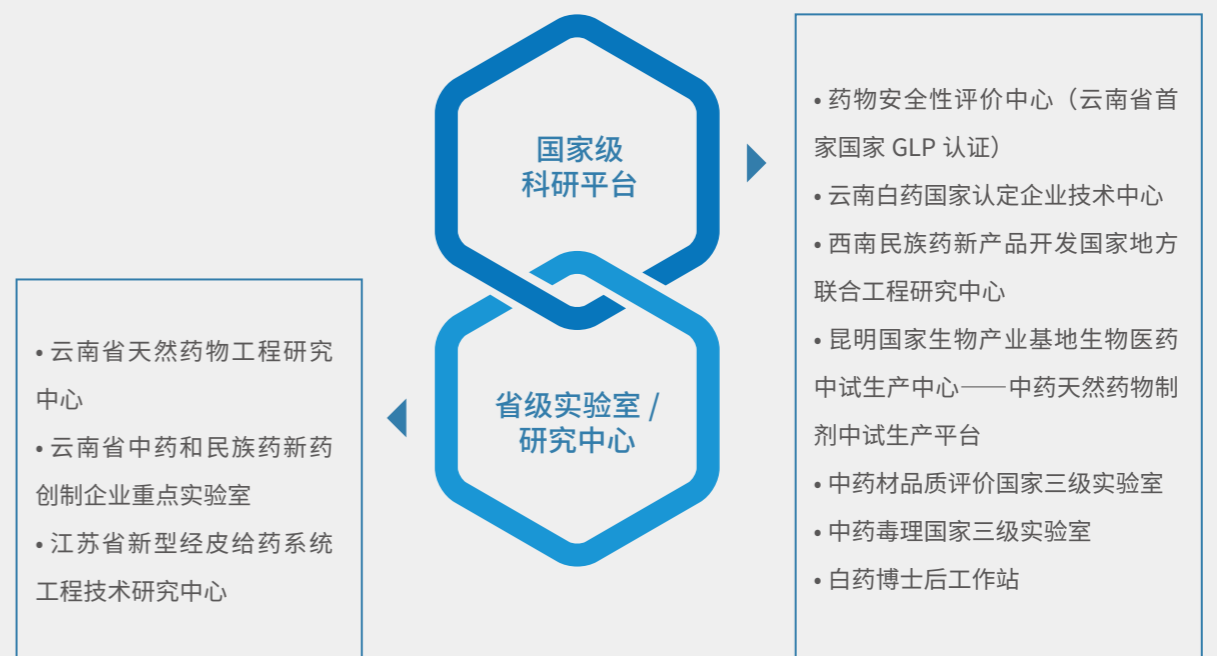 国家级
科研平台
• 药物安全性评价中心（云南省首
家国家 GLP 认证）
• 云南白药国家认定企业技术中心
• 西南民族药新产品开发国家地方
联合工程研究中心
• 昆明国家生物产业基地生物医药
中试生产中心——中药天然药物制
剂中试生产平台
• 中药材品质评价国家三级实验室
• 中药毒理国家三级实验室
• 白药博士后工作站
省级实验室 /
研究中心
• 云南省天然药物工程研究
中心
• 云南省中药和民族药新药
创制企业重点实验室
• 江苏省新型经皮给药系统
工程技术研究中心